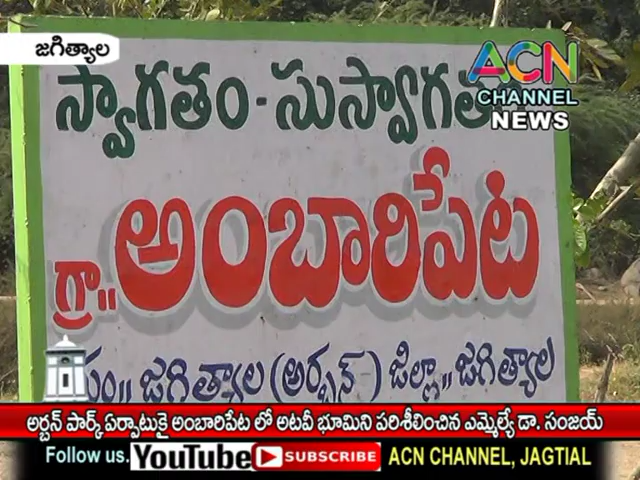 జగిత్యాల
ACN
CHANNEL
NEWS
స్వాగతం - సుస్వాగతం
గ్రా.. అంబారిపేట
మం,, జగిత్యాల (అర్బన్) జిల్లా,, జగిత్యాల
అర్బన్ పార్క్ ఏర్పాటుకై అంబారిపేట లో అటవీ భూమిని పరిశీలించిన ఎమ్మెల్యే డా. సంజయ్
Follow us. YouTube SUBSCRIBE ACN CHANNEL, JAGTIAL